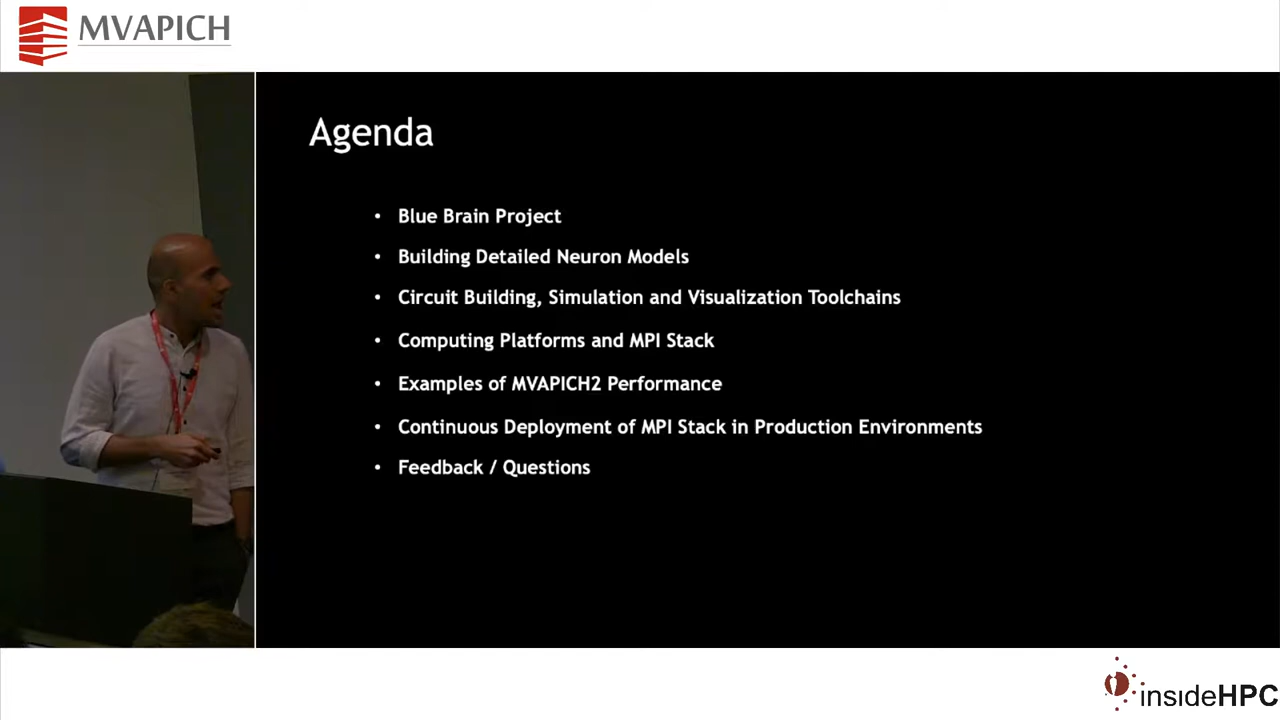 MVAPICH
Agenda
• Blue Brain Project
• Building Detailed Neuron Models
• Circuit Building, Simulation and Visualization Toolchains
• Computing Platforms and MPI Stack
• Examples of MVAPICH2 Performance
• Continuous Deployment of MPI Stack in Production Environments
• Feedback / Questions
insideHPC